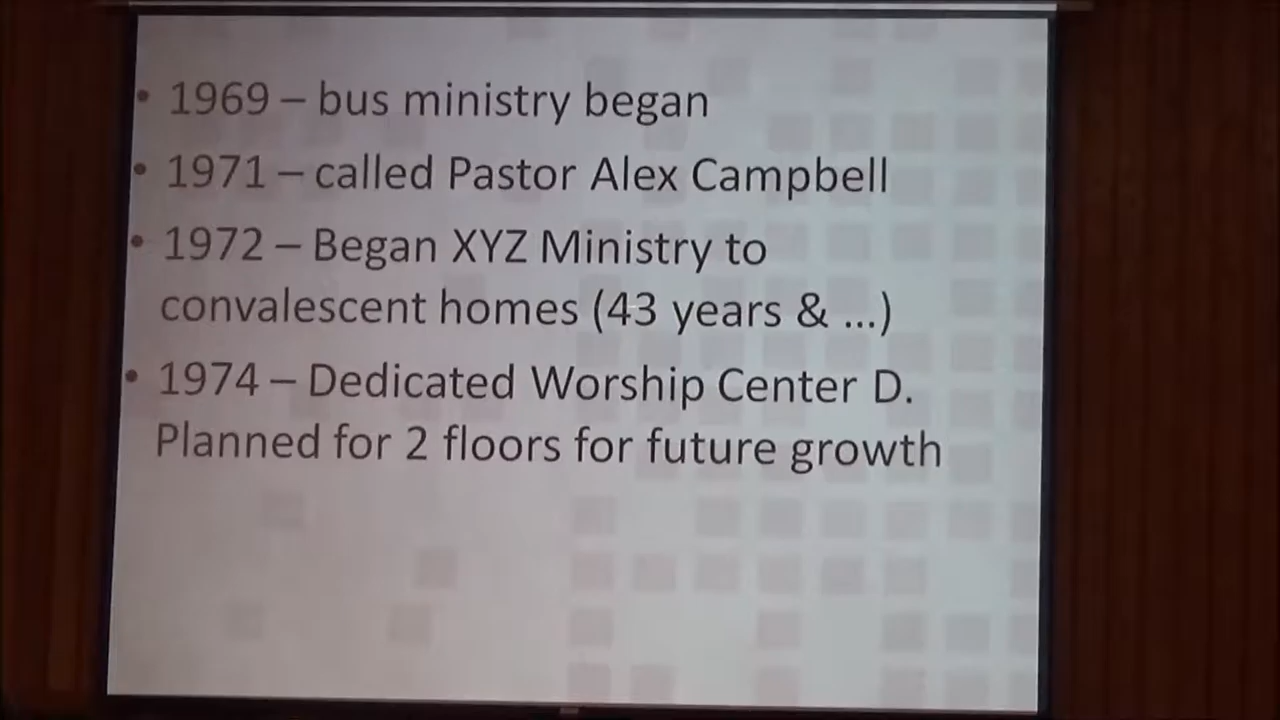 • 1969 – bus ministry began
• 1971 – called Pastor Alex Campbell
• 1972 – Began XYZ Ministry to
convalescent homes (43 years & ...)
• 1974 – Dedicated Worship Center D.
Planned for 2 floors for future growth